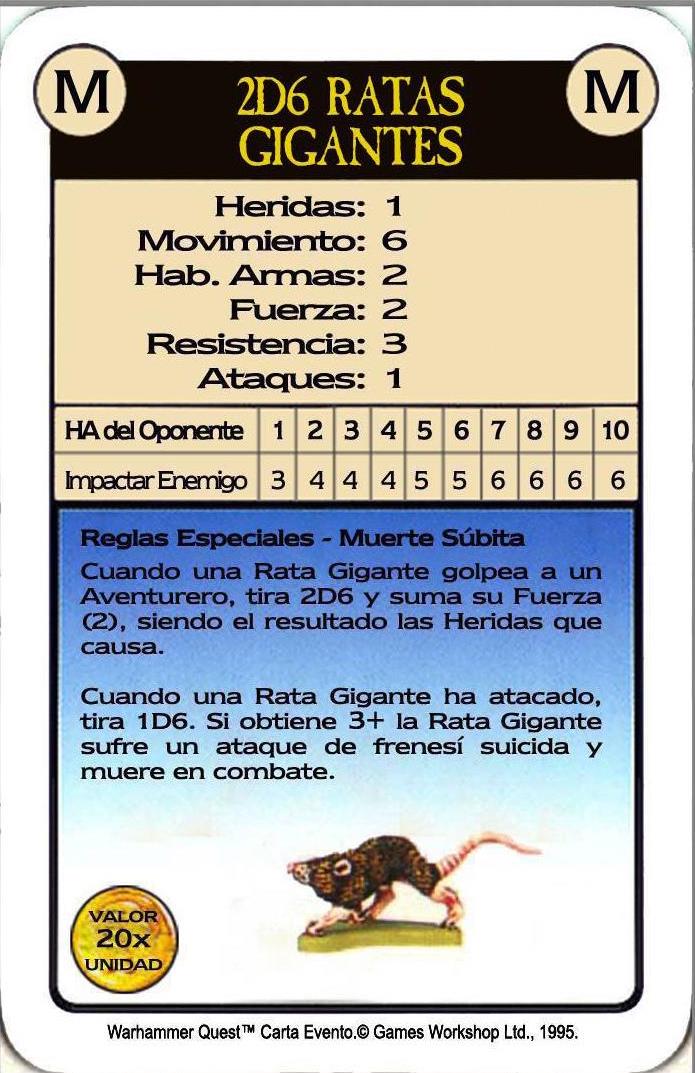 M
2D6 RATAS
GIGANTES
M
Heridas: 1
Movimiento: 6
Hab. Armas: 2
Fuerza: 2
Resistencia: 3
Ataques: 1
HA del Oponente 1 2 3 4 5 6 7 8 9 10
Impactar Enemigo 3 4 4 4 5 5 6 6 6 6
Reglas Especiales - Muerte Súbita
Cuando una Rata Gigante golpea a un
Aventurero, tira 2D6 y suma su Fuerza
(2), siendo el resultado las Heridas que
causa.
Cuando una Rata Gigante ha atacado,
tira 1D6. Si obtiene 3+ la Rata Gigante
sufre un ataque de frenesí suicida y
muere en combate.
VALOR
20x
UNIDAD
Warhammer Quest™ Carta Evento.© Games Workshop Ltd., 1995.